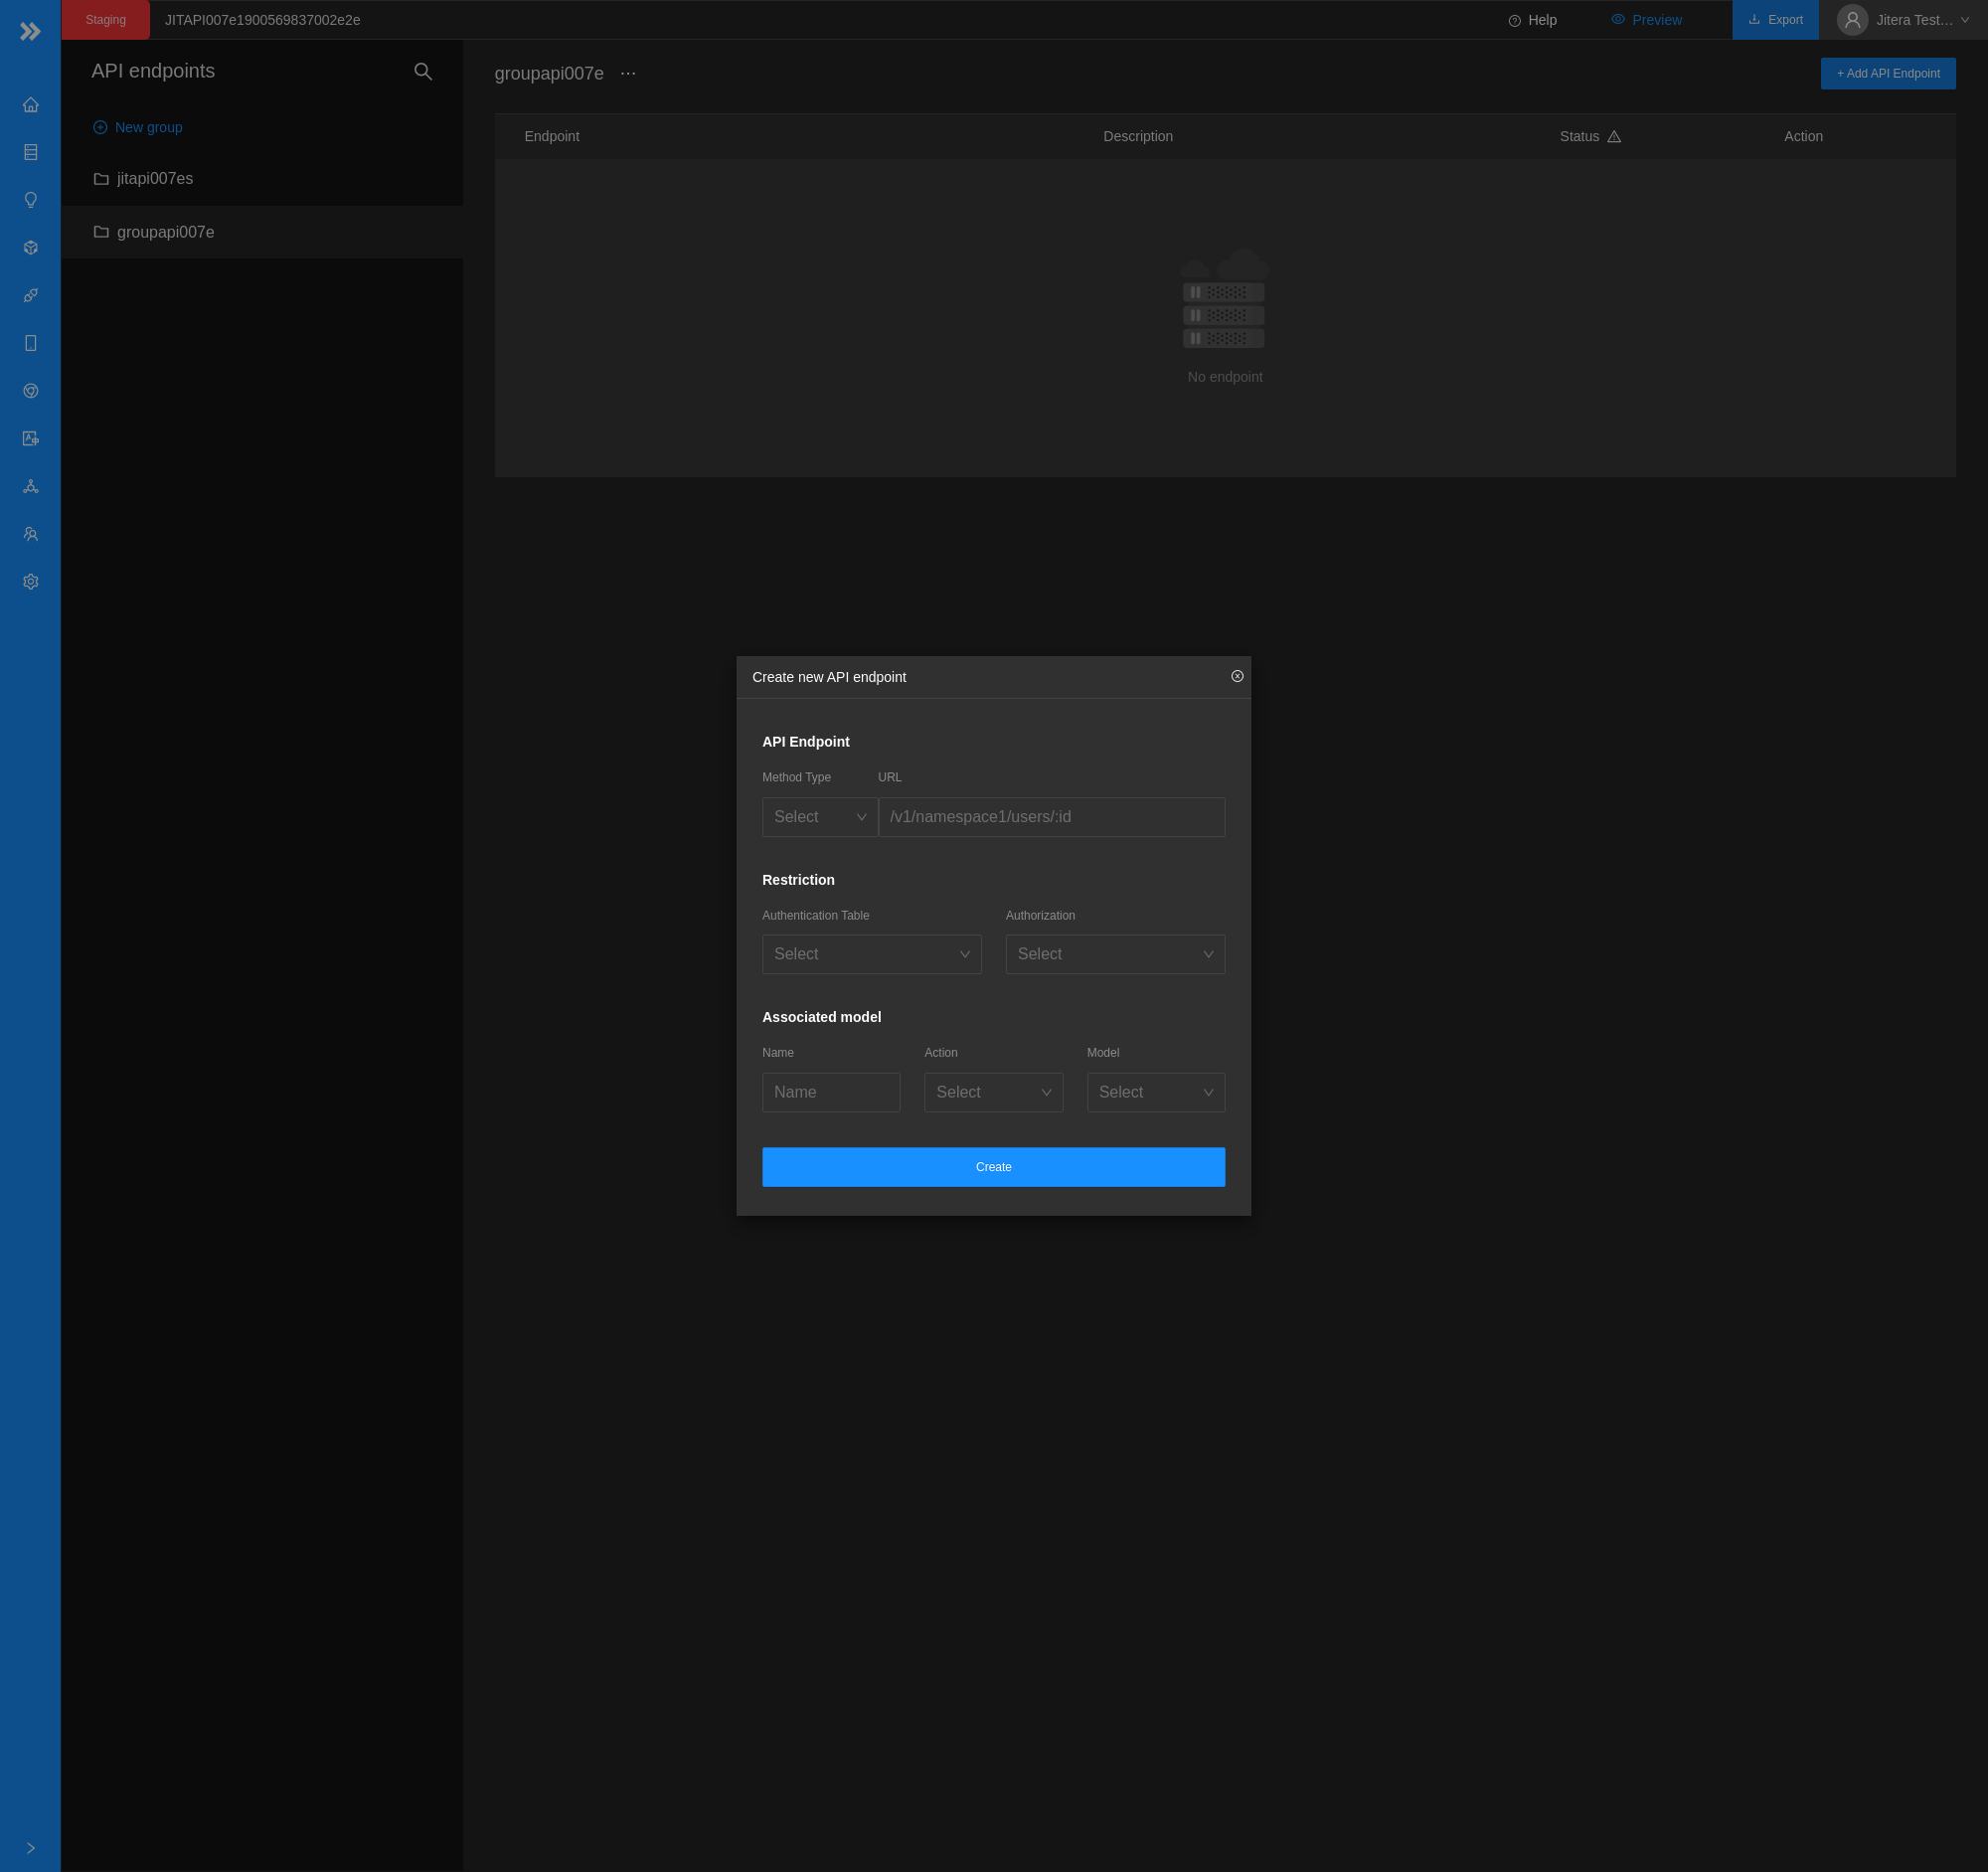 Staging JITAPI007e1900569837002e2e Help Preview Export Jitera Test...
API endpoints
New group
jitapi007es
groupapi007e
groupapi007e ... + Add API Endpoint
Endpoint Description Status Action
No endpoint
Create new API endpoint
API Endpoint
Method Type URL
Select /v1/namespace1/users/:id
Restriction
Authentication Table Authorization
Select Select
Associated model
Name Action Model
Name Select Select
Create